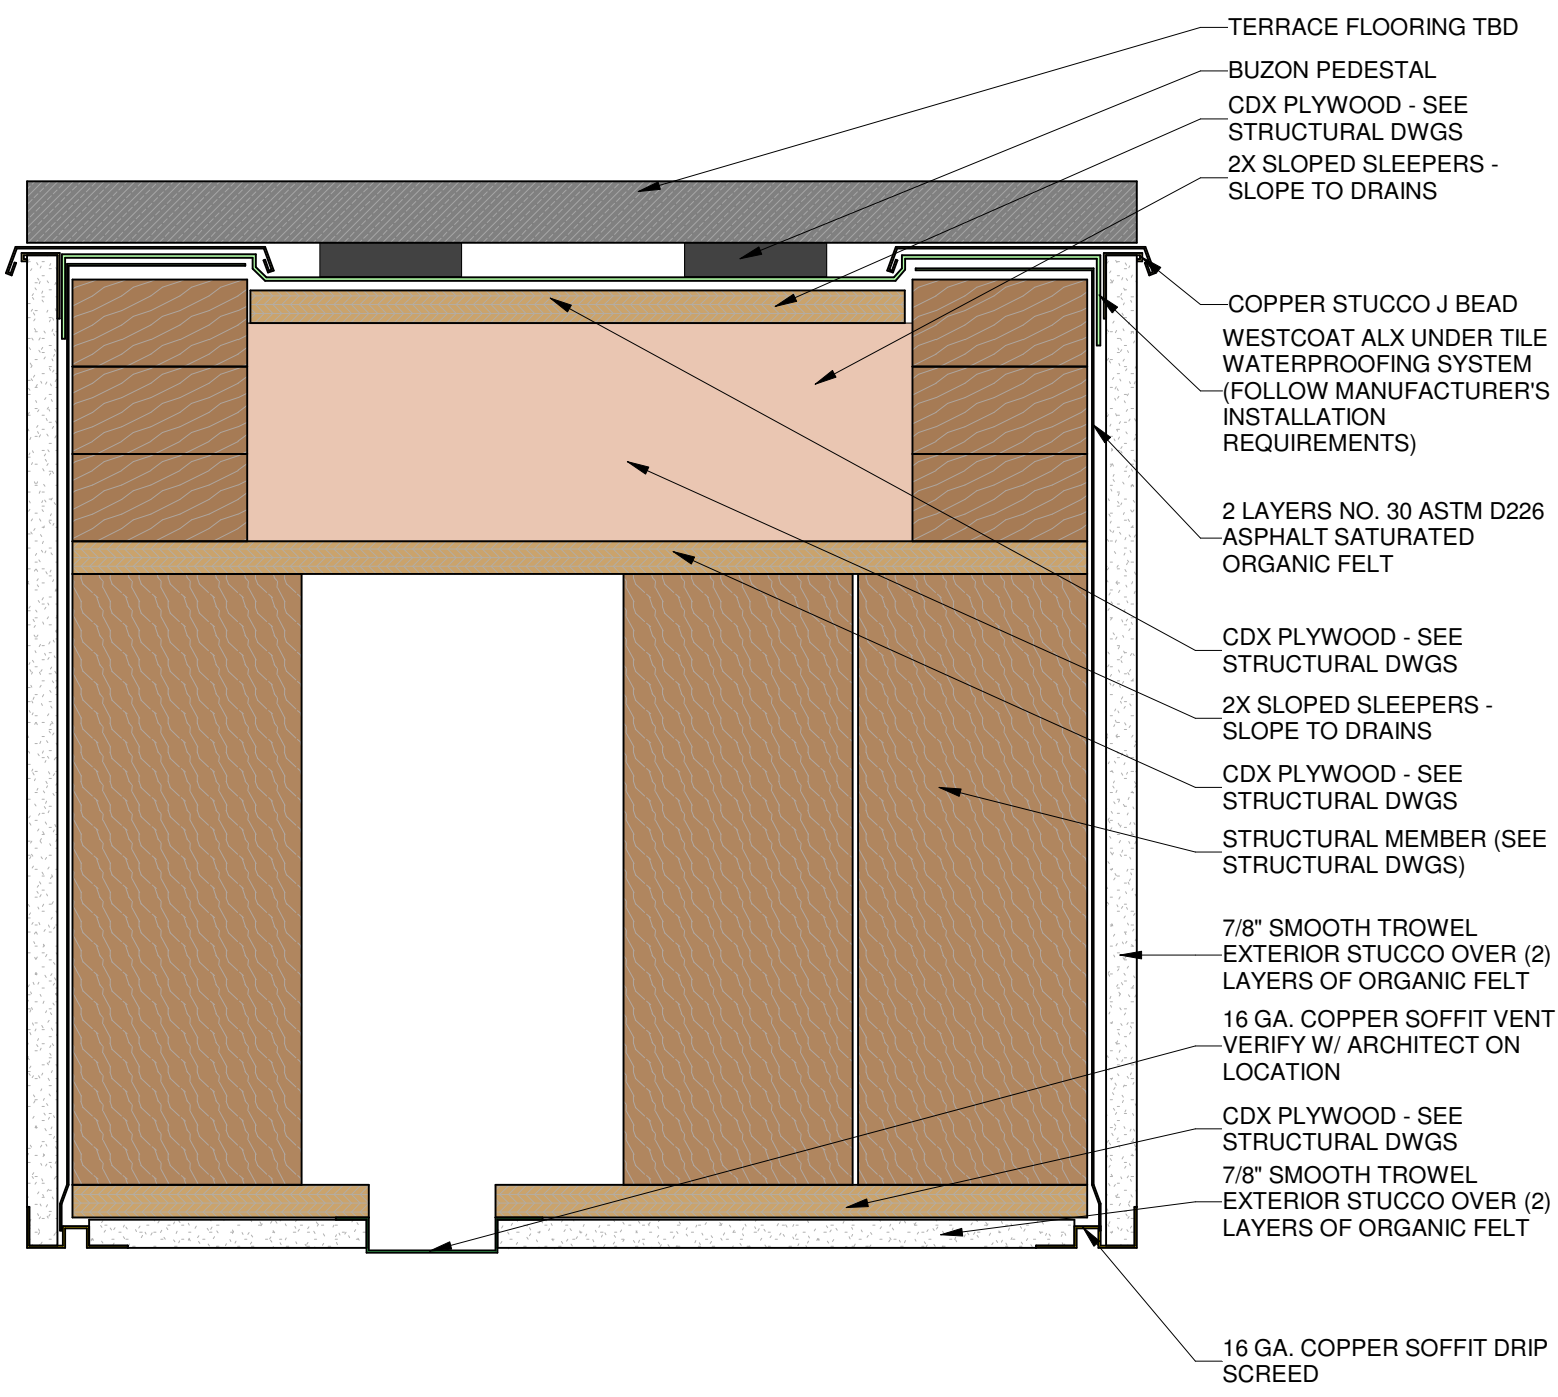 TERRACE FLOORING TBD
BUZON PEDESTAL
CDX PLYWOOD - SEE
STRUCTURAL DWGS
2X SLOPED SLEEPERS -
SLOPE TO DRAINS
COPPER STUCCO J BEAD
WESTCOAT ALX UNDER TILE
WATERPROOFING SYSTEM
(FOLLOW MANUFACTURER'S
INSTALLATION
REQUIREMENTS)
2 LAYERS NO. 30 ASTM D226
ASPHALT SATURATED
ORGANIC FELT
CDX PLYWOOD - SEE
STRUCTURAL DWGS
2X SLOPED SLEEPERS -
SLOPE TO DRAINS
CDX PLYWOOD - SEE
STRUCTURAL DWGS
STRUCTURAL MEMBER (SEE
STRUCTURAL DWGS)
7/8" SMOOTH TROWEL
EXTERIOR STUCCO OVER (2)
LAYERS OF ORGANIC FELT
16 GA. COPPER SOFFIT VENT
VERIFY W/ ARCHITECT ON
LOCATION
CDX PLYWOOD - SEE
STRUCTURAL DWGS
7/8" SMOOTH TROWEL
EXTERIOR STUCCO OVER (2)
LAYERS OF ORGANIC FELT
16 GA. COPPER SOFFIT DRIP
SCREED